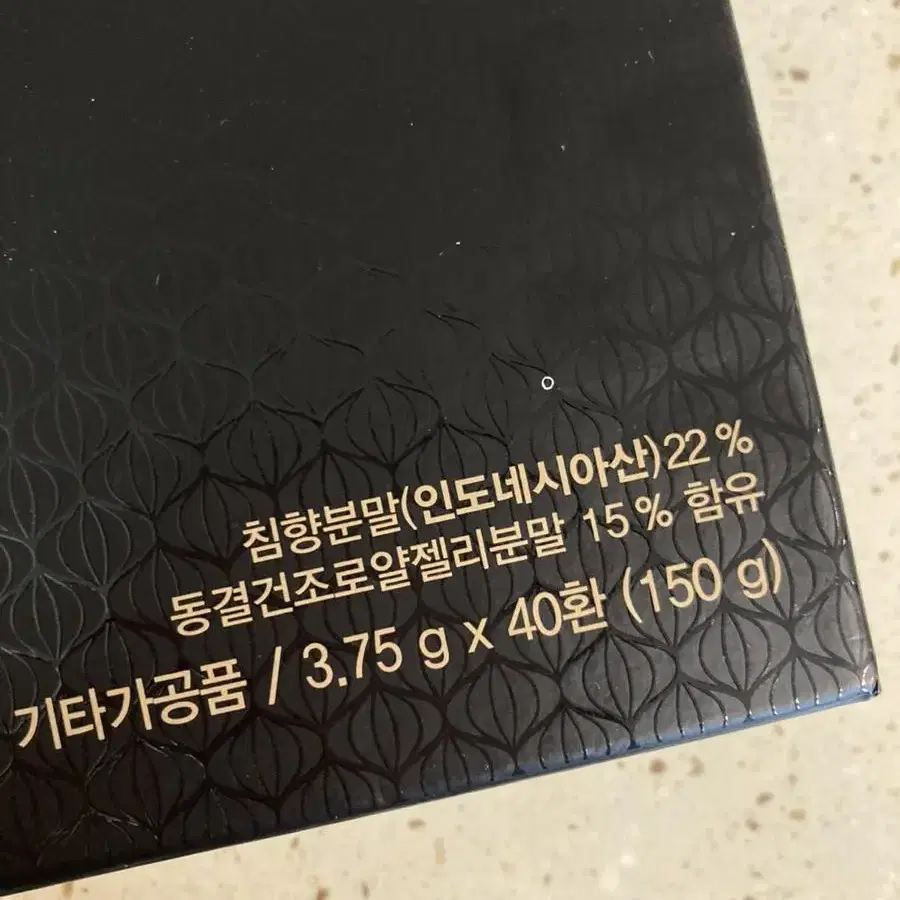 침향분말(인도네시아산)22 %
동결건조로얄젤리분말 15 % 함유
기타가공품 / 3.75 g x 40환 (150 g)